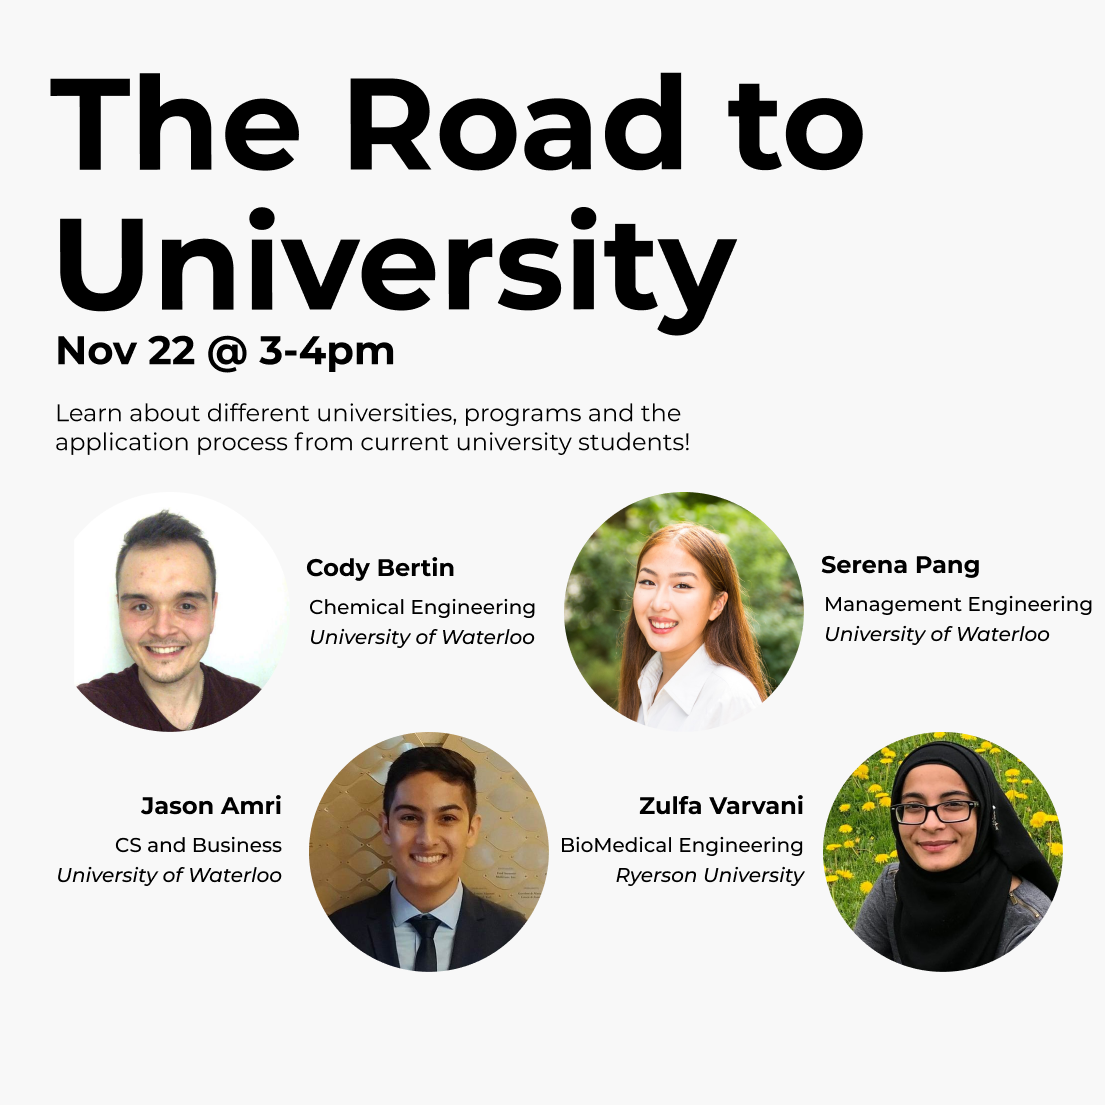 The Road to
University
Nov 22 @ 3-4pm
Learn about different universities, programs and the
application process from current university students!
Cody Bertin
Chemical Engineering
University of Waterloo
Serena Pang
Management Engineering
University of Waterloo
Jason Amri
CS and Business
University of Waterloo
Zulfa Varvani
BioMedical Engineering
Ryerson University